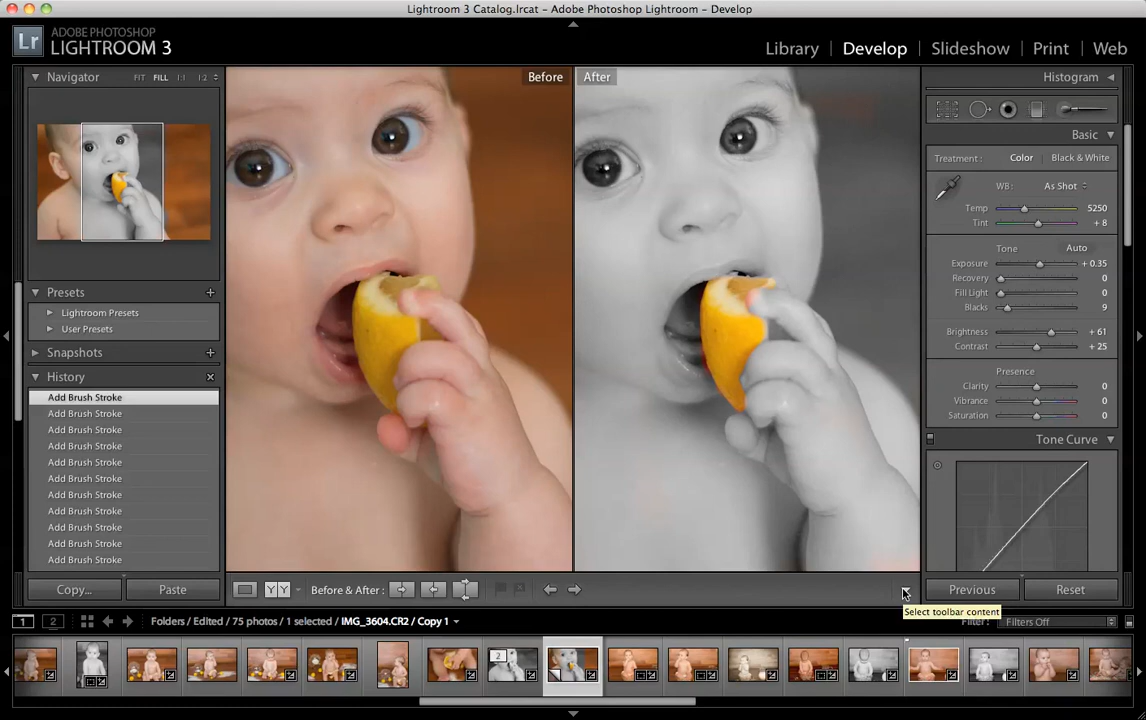 Lightroom 3 Catalog.lrcat – Adobe Photoshop Lightroom – Develop
Lr
ADOBE PHOTOSHOP
LIGHTROOM 3
Library | Develop | Slideshow | Print | Web
Navigator FIT FILL 1:1 1:2
Presets +
Lightroom Presets
User Presets
Snapshots +
History ×
Add Brush Stroke
Add Brush Stroke
Add Brush Stroke
Add Brush Stroke
Add Brush Stroke
Add Brush Stroke
Add Brush Stroke
Add Brush Stroke
Add Brush Stroke
Add Brush Stroke
Add Brush Stroke
Copy... Paste
Before After
Histogram
Basic
Treatment : Color Black & White
WB: As Shot
Temp 5250
Tint + 8
Tone Auto
Exposure + 0.35
Recovery 0
Fill Light 0
Blacks 9
Brightness + 61
Contrast + 25
Presence
Clarity 0
Vibrance 0
Saturation 0
Tone Curve
Y Y Before & After :
Previous Reset
Select toolbar content
1 2 Folders / Edited / 75 photos / 1 selected / IMG_3604.CR2 / Copy 1
Filter: Filters Off
2